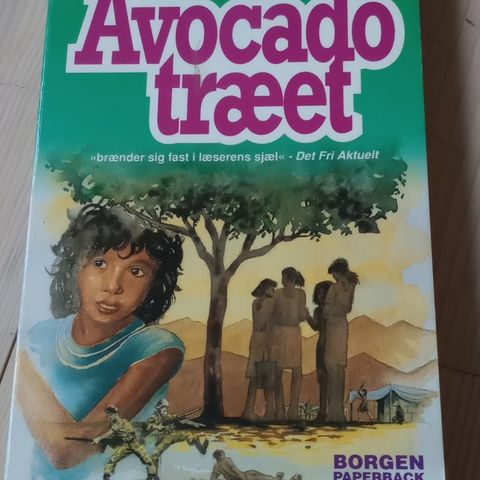 Avocado
træet
»brænder sig fast i læserens sjæl« - Det Fri Aktuelt
BORGEN
PAPERBACK